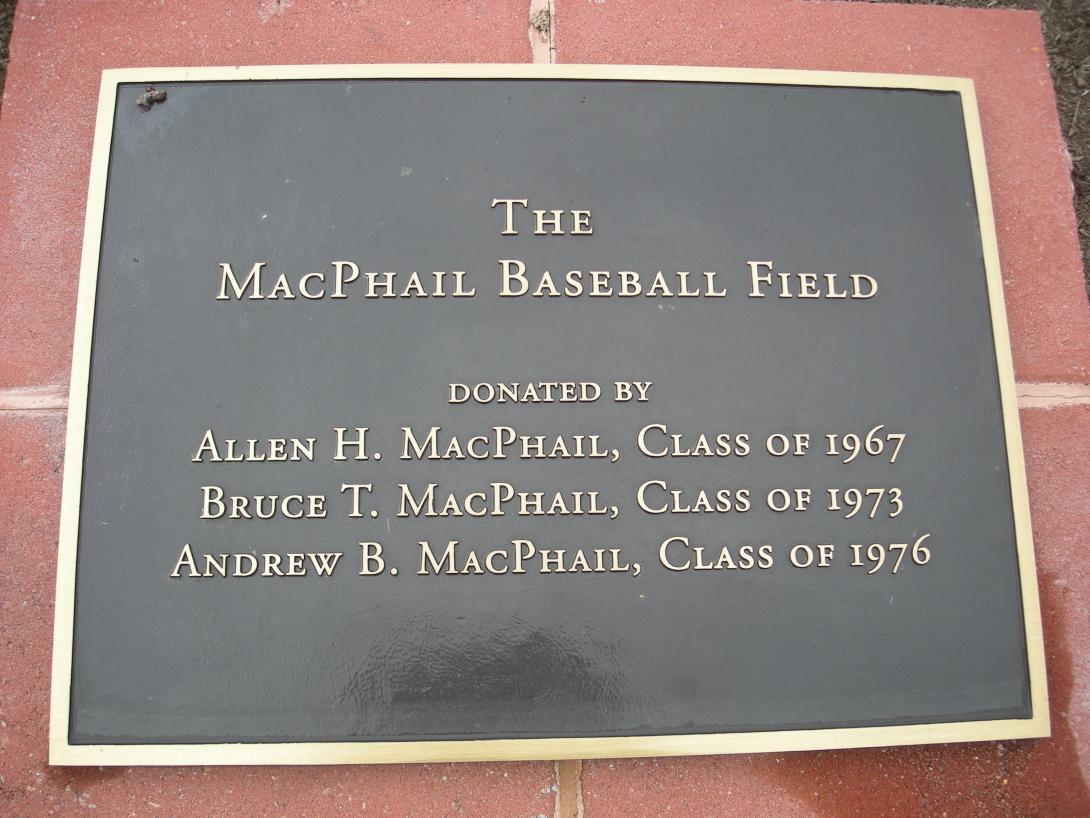 The
MacPhail Baseball Field
donated by
Allen H. MacPhail, Class of 1967
Bruce T. MacPhail, Class of 1973
Andrew B. MacPhail, Class of 1976